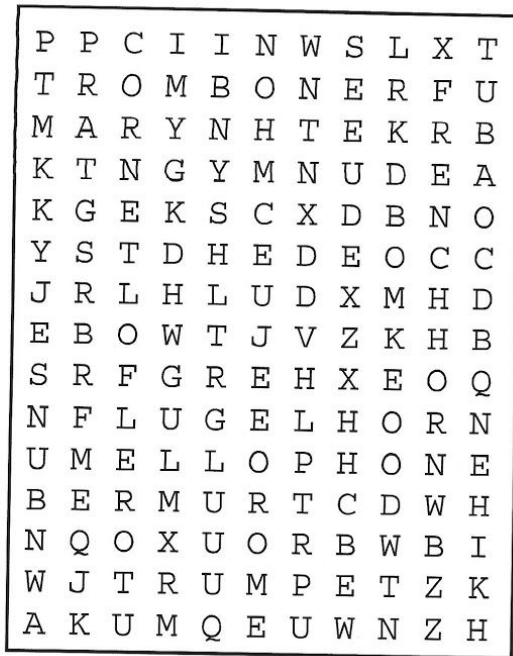 P P C I I N W S L X T
T R O M B O N E R F U
M A R Y N H T E K R B
K T N G Y M N U D E A
K G E K S C X D B N O
Y S T D H E D E O C C
J R L H L U D X M H D
E B O W T J V Z K H B
S R F G R E H X E O Q
N F L U G E L H O R N
U M E L L O P H O N E
B E R M U R T C D W H
N Q O X U O R B W B I
W J T R U M P E T Z K
A K U M Q E U W N Z H